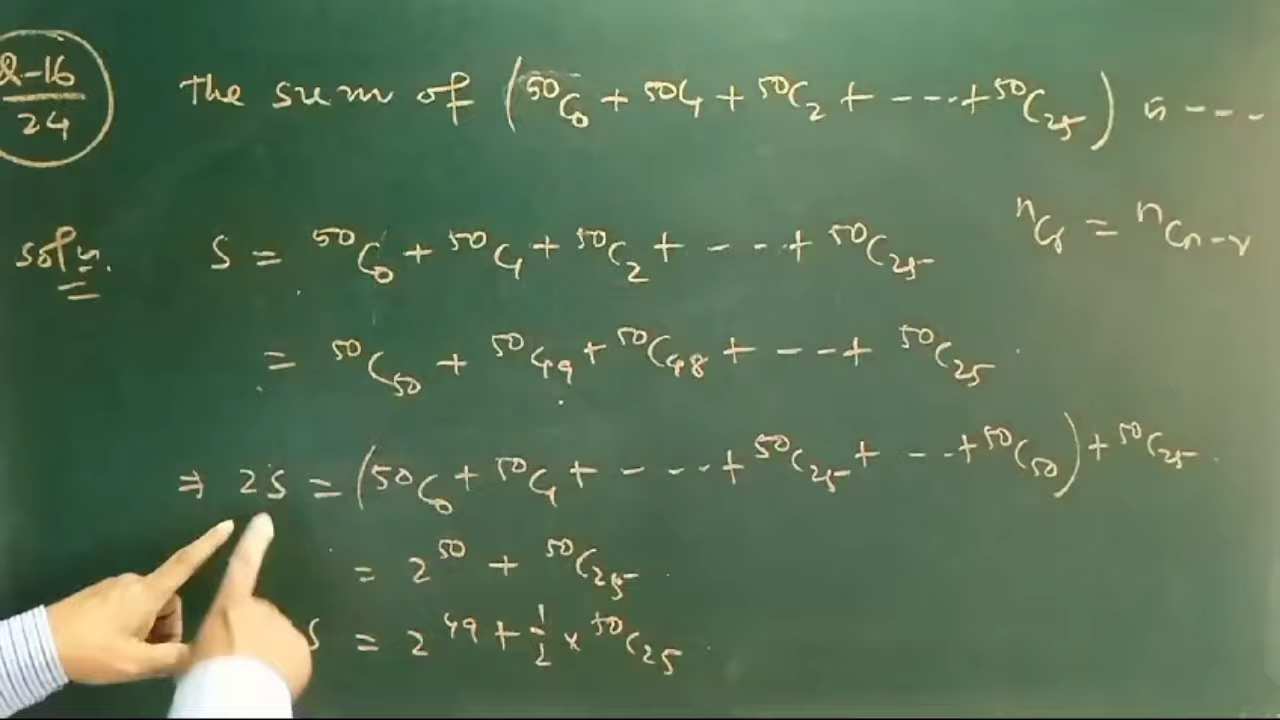 Q-16
24
The sum of (⁵⁰C₀ + ⁵⁰C₁ + ⁵⁰C₂ + ---- + ⁵⁰C₂₅) is ----
ⁿCᵣ = ⁿCₙ₋ᵣ
Solⁿ. S = ⁵⁰C₀ + ⁵⁰C₁ + ⁵⁰C₂ + ---- + ⁵⁰C₂₅
= ⁵⁰C₅₀ + ⁵⁰C₄₉ + ⁵⁰C₄₈ + ---- + ⁵⁰C₂₅.
⇒ 2S = (⁵⁰C₀ + ⁵⁰C₁ + ---- + ⁵⁰C₂₅ + ---- + ⁵⁰C₅₀) + ⁵⁰C₂₅.
= 2⁵⁰ + ⁵⁰C₂₅.
S = 2⁴⁹ + 1/2 × ⁵⁰C₂₅.